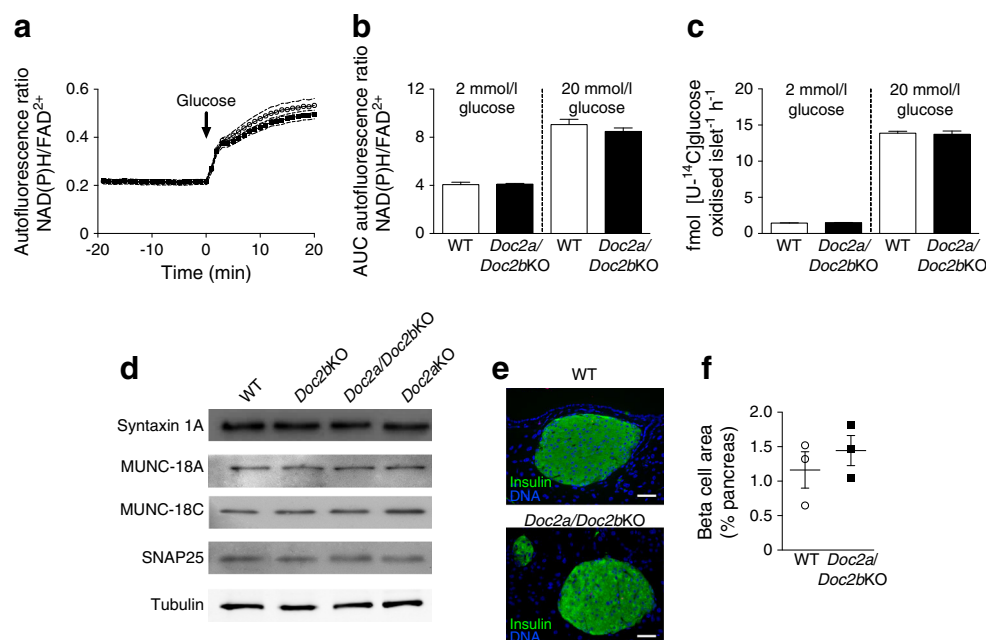 a
Autofluorescence ratio
NAD(P)H/FAD2+
0.6
0.4
0.2
0
Glucose
-20
-10
0
10
20
Time (min)
b
AUC autofluorescence ratio
NAD(P)H/FAD2+
12
8
4
0
2 mmol/l
glucose
20 mmol/l
glucose
WT
Doc2a/
Doc2bKO
WT
Doc2a/
Doc2bKO
c
fmol [U-14C]glucose
oxidised islet-1 h-1
20
15
10
5
0
2 mmol/l
glucose
20 mmol/l
glucose
WT
Doc2a/
Doc2bKO
WT
Doc2a/
Doc2bKO
d
WT
Doc2bKO
Doc2a/Doc2bKO
Doc2aKO
Syntaxin 1A
MUNC-18A
MUNC-18C
SNAP25
Tubulin
e
WT
Insulin
DNA
Doc2a/Doc2bKO
Insulin
DNA
f
Beta cell area
(% pancreas)
2.0
1.5
1.0
0.5
0
WT
Doc2a/
Doc2bKO